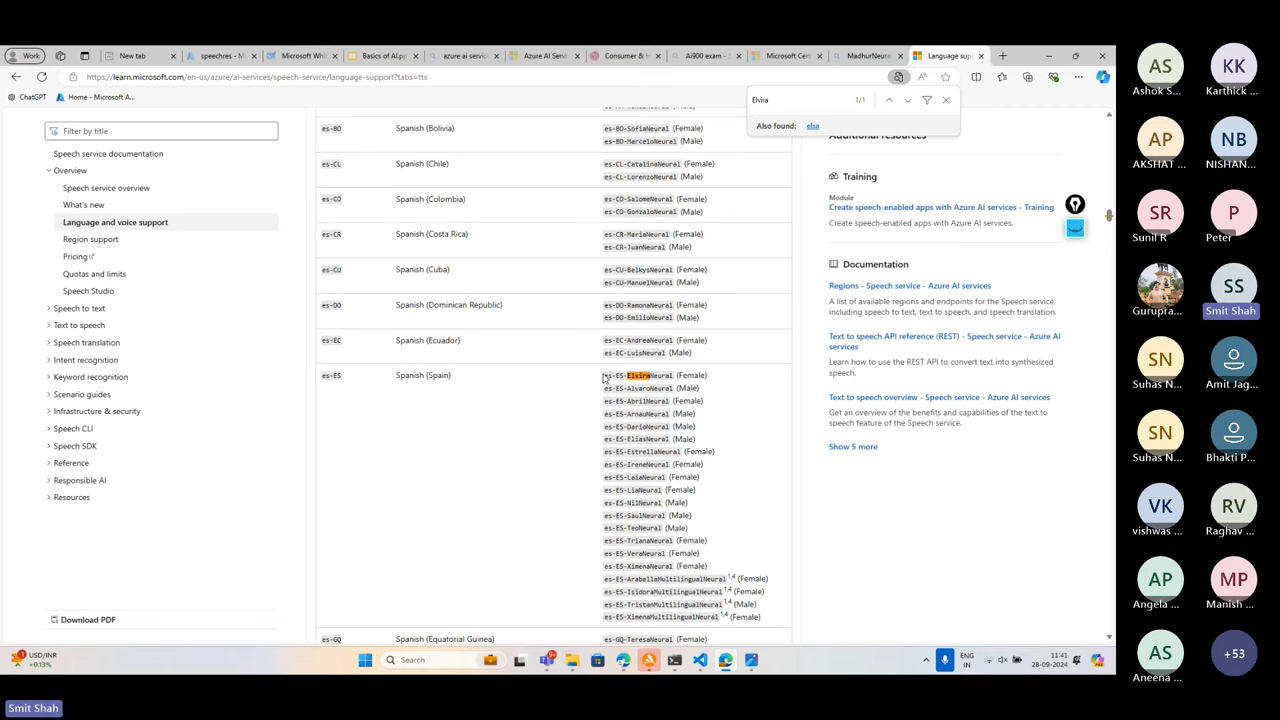 Work
New tab
speechres - M
Microsoft Wh
Basics of AI.pp
azure ai servic
Azure AI Servic
Consumer & H
Ai900 exam - S
Microsoft Certi
MadhurNeura
Language sup
https://learn.microsoft.com/en-us/azure/ai-services/speech-service/language-support?tabs=tts
ChatGPT
Home - Microsoft A...
Elvira
1/1
Also found: elsa
Filter by title
Speech service documentation
Overview
Speech service overview
What's new
Language and voice support
Region support
Pricing
Quotas and limits
Speech Studio
Speech to text
Text to speech
Speech translation
Intent recognition
Keyword recognition
Scenario guides
Infrastructure & security
Speech CLI
Speech SDK
Reference
Responsible AI
Resources
Download PDF
es-BO Spanish (Bolivia) es-BO-SofiaNeural (Female)
es-BO-MarceloNeural (Male)
es-CL Spanish (Chile) es-CL-CatalinaNeural (Female)
es-CL-LorenzoNeural (Male)
es-CO Spanish (Colombia) es-CO-SalomeNeural (Female)
es-CO-GonzaloNeural (Male)
es-CR Spanish (Costa Rica) es-CR-MariaNeural (Female)
es-CR-JuanNeural (Male)
es-CU Spanish (Cuba) es-CU-BelkysNeural (Female)
es-CU-ManuelNeural (Male)
es-DO Spanish (Dominican Republic) es-DO-RamonaNeural (Female)
es-DO-EmilioNeural (Male)
es-EC Spanish (Ecuador) es-EC-AndreaNeural (Female)
es-EC-LuisNeural (Male)
es-ES Spanish (Spain) es-ES-ElviraNeural (Female)
es-ES-AlvaroNeural (Male)
es-ES-AbrilNeural (Female)
es-ES-ArnauNeural (Male)
es-ES-DarioNeural (Male)
es-ES-EliasNeural (Male)
es-ES-EstrellaNeural (Female)
es-ES-IreneNeural (Female)
es-ES-LaiaNeural (Female)
es-ES-LiaNeural (Female)
es-ES-NilNeural (Male)
es-ES-SaulNeural (Male)
es-ES-TeoNeural (Male)
es-ES-TrianaNeural (Female)
es-ES-VeraNeural (Female)
es-ES-XimenaNeural (Female)
es-ES-ArabellaMultilingualNeural 1,4 (Female)
es-ES-IsidoraMultilingualNeural 1,4 (Female)
es-ES-TristanMultilingualNeural 1,4 (Male)
es-ES-XimenaMultilingualNeural 1,4 (Female)
es-GQ Spanish (Equatorial Guinea) es-GQ-TeresaNeural (Female)
Additional resources
Training
Module
Create speech-enabled apps with Azure AI services - Training
Create speech-enabled apps with Azure AI services.
Documentation
Regions - Speech service - Azure AI services
A list of available regions and endpoints for the Speech service,
including speech to text, text to speech, and speech translation.
Text to speech API reference (REST) - Speech service - Azure AI
services
Learn how to use the REST API to convert text into synthesized
speech.
Text to speech overview - Speech service - Azure AI services
Get an overview of the benefits and capabilities of the text to
speech feature of the Speech service.
Show 5 more
USD/INR
+0.13%
Search
ENG
IN
11:41
28-09-2024
Smit Shah
AS
Ashok S...
KK
Karthick ...
AP
AKSHAT ...
NB
NISHAN...
SR
Sunil R
P
Peter
Gurupra...
SS
Smit Shah
SN
Suhas N...
Amit Jag...
SN
Suhas N...
Bhakti P...
VK
vishwas ...
RV
Raghav ...
AP
Angela ...
MP
Manish ...
AS
Aneena ...
+53